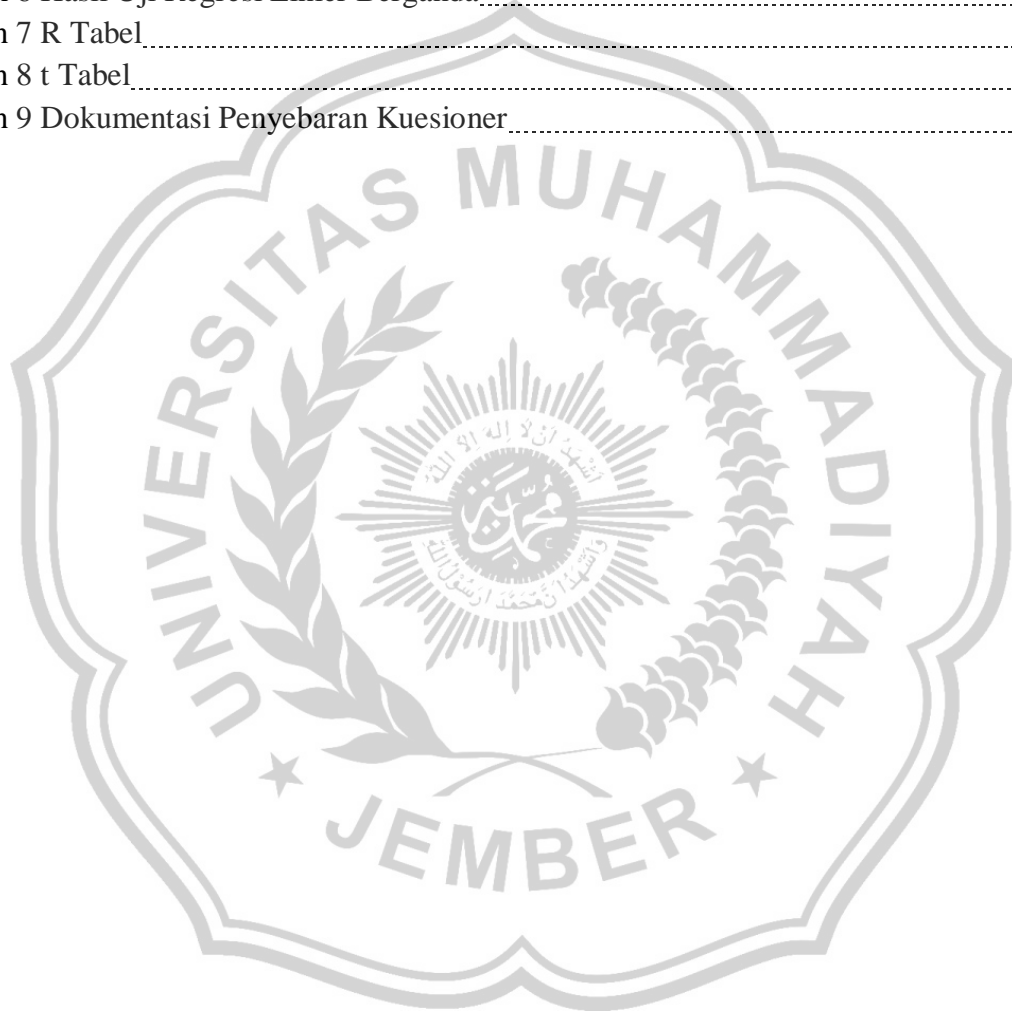 n 6 Hasil Uji Regresi Linier Berganda
n 7 R Tabel
n 8 t Tabel
n 9 Dokumentasi Penyebaran Kuesioner
UNIVERSITAS MUHAMMADIYAH
JEMBER